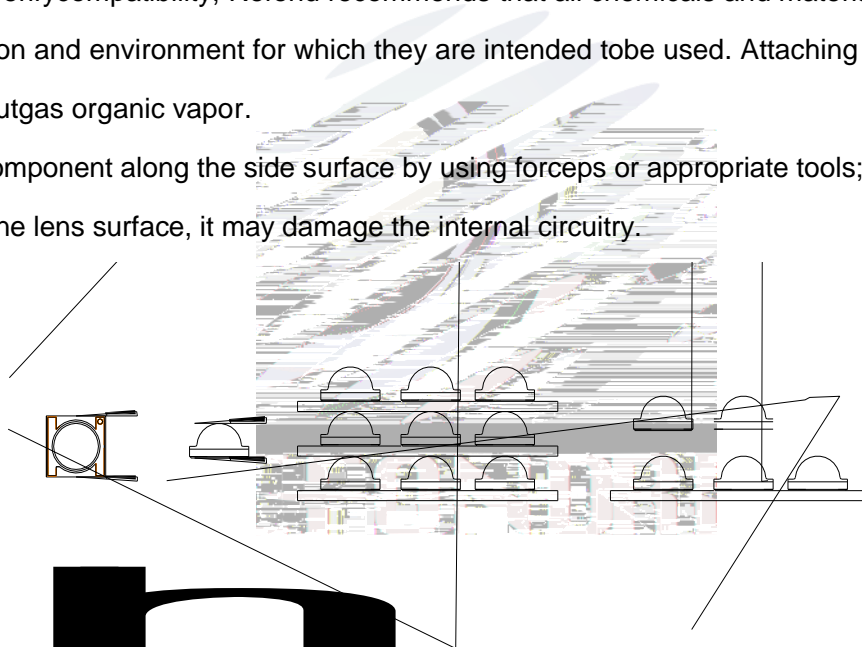 compatibility, Refond recommends that all chemicals and
on and environment for which they are intended tobe used. Attaching
utgas organic vapor.
omponent along the side surface by using forceps or appropriate tools;
lens surface, it may damage the internal circuitry.